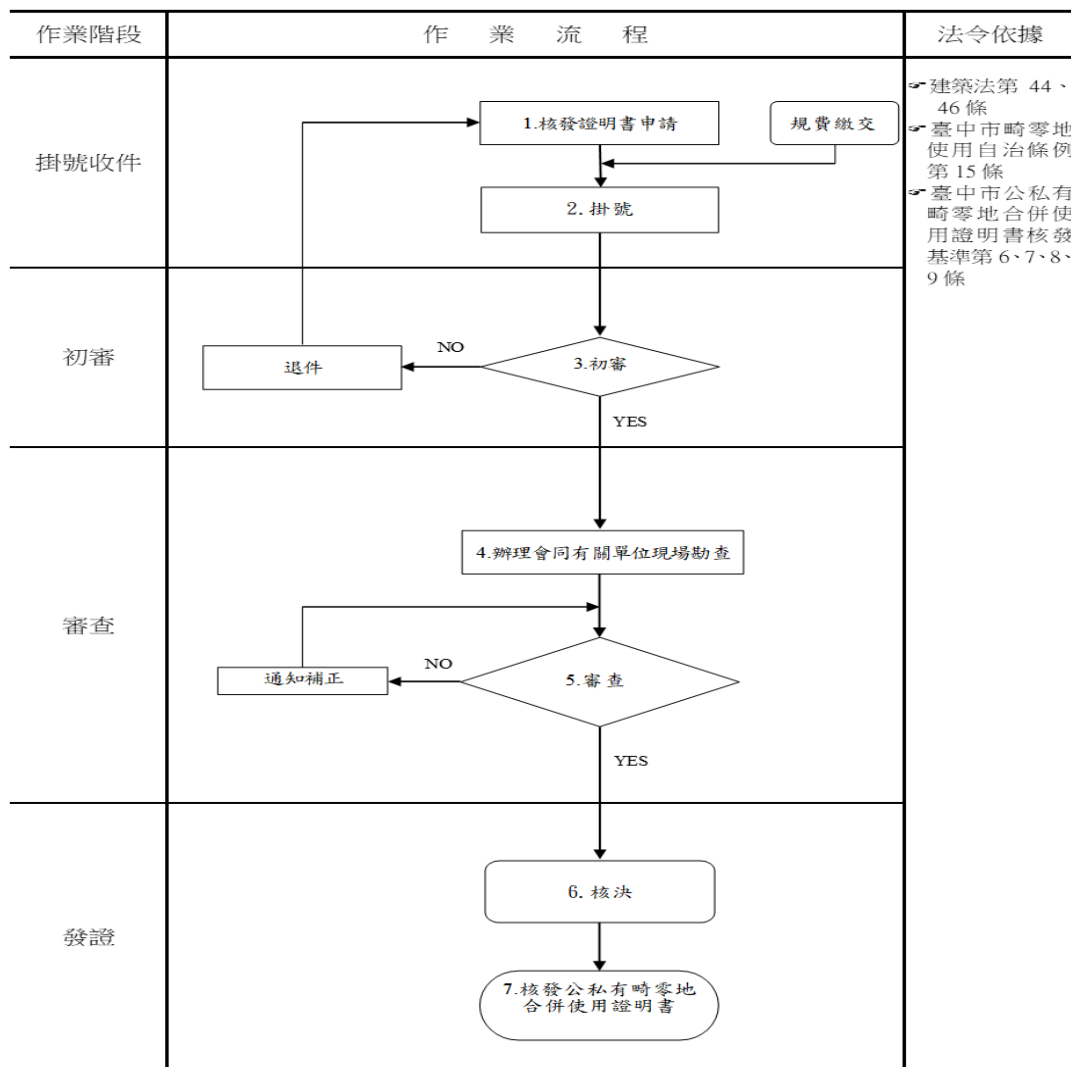 作業階段
作 業 流 程
法令依據
掛號收件
1.核發證明書申請
規費繳交
2.掛號
☞建築法第 44、
46 條
☞臺中市畸零地
使用自治條例
第 15 條
☞臺中市公私有
畸零地合併使
用證明書核發
基準第 6、7、8、
9 條
初審
3.初審
NO
退件
YES
審查
4.辦理會同有關單位現場勘查
5.審查
NO
通知補正
YES
發證
6.核決
7.核發公私有畸零地
合併使用證明書